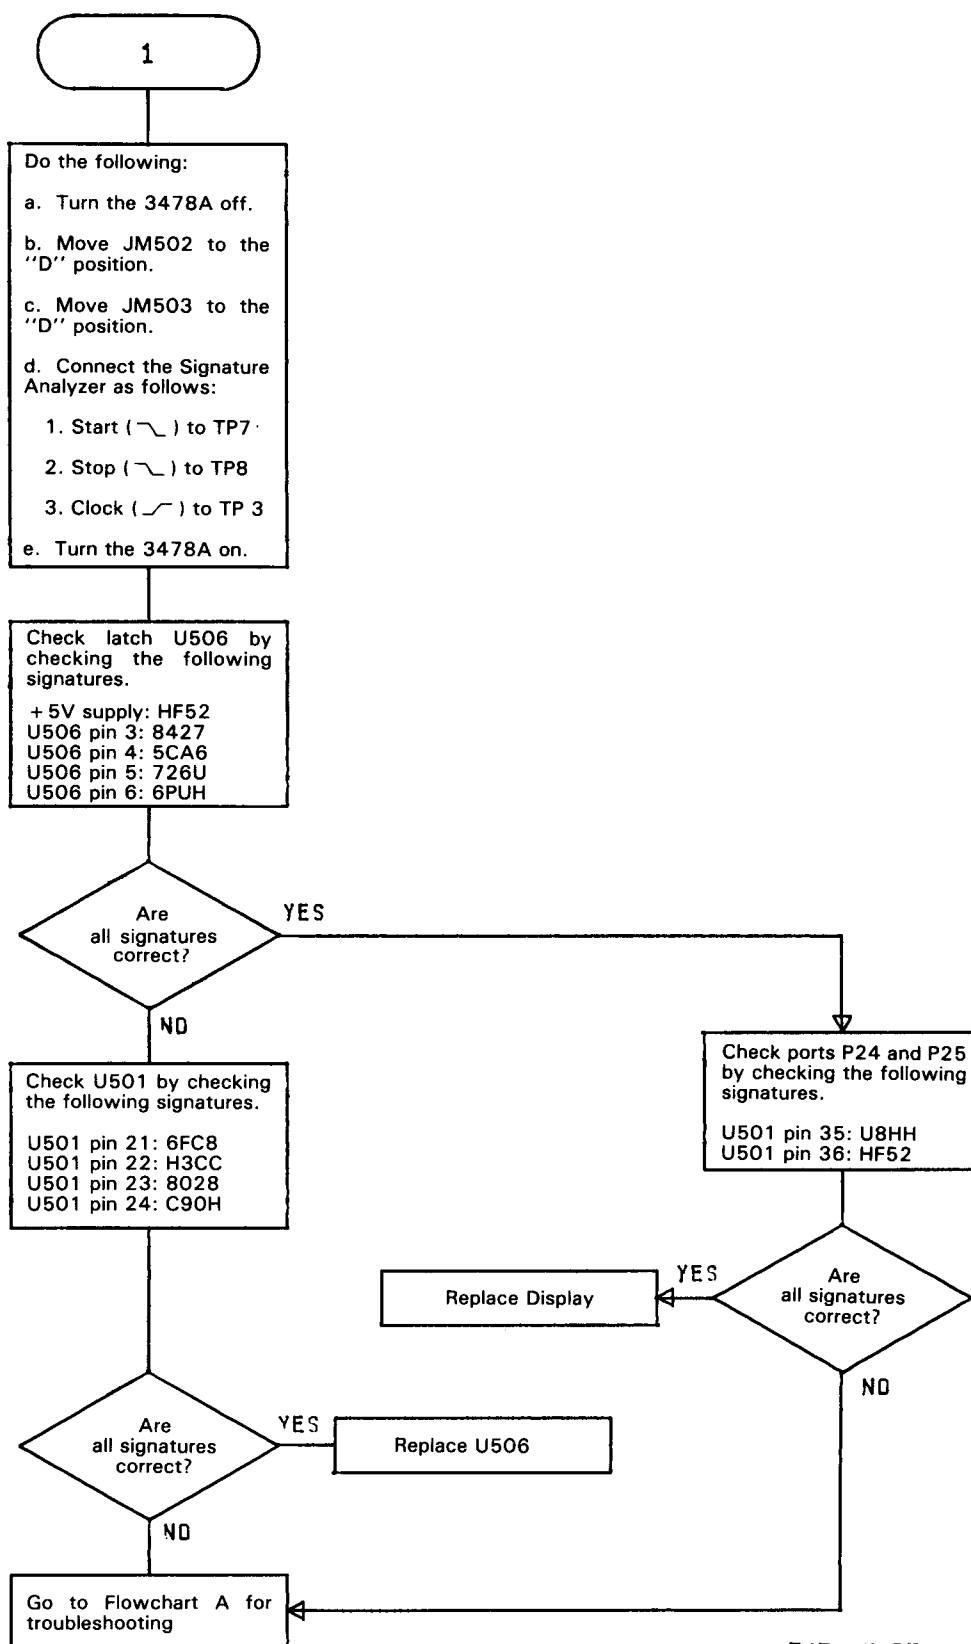 1
Do the following:
a. Turn the 3478A off.
b. Move JM502 to the
"D" position.
c. Move JM503 to the
"D" position.
d. Connect the Signature
Analyzer as follows:
1. Start ( ) to TP7
2. Stop ( ) to TP8
3. Clock ( ) to TP 3
e. Turn the 3478A on.
Check latch U506 by
checking the following
signatures.
+5V supply: HF52
U506 pin 3: 8427
U506 pin 4: 5CA6
U506 pin 5: 726U
U506 pin 6: 6PUH
Are
all signatures
correct?
YES
NO
Check U501 by checking
the following signatures.
U501 pin 21: 6FC8
U501 pin 22: H3CC
U501 pin 23: 8028
U501 pin 24: C90H
Check ports P24 and P25
by checking the following
signatures.
U501 pin 35: U8HH
U501 pin 36: HF52
Are
all signatures
correct?
YES
Replace Display
NO
Are
all signatures
correct?
YES
Replace U506
NO
Go to Flowchart A for
troubleshooting